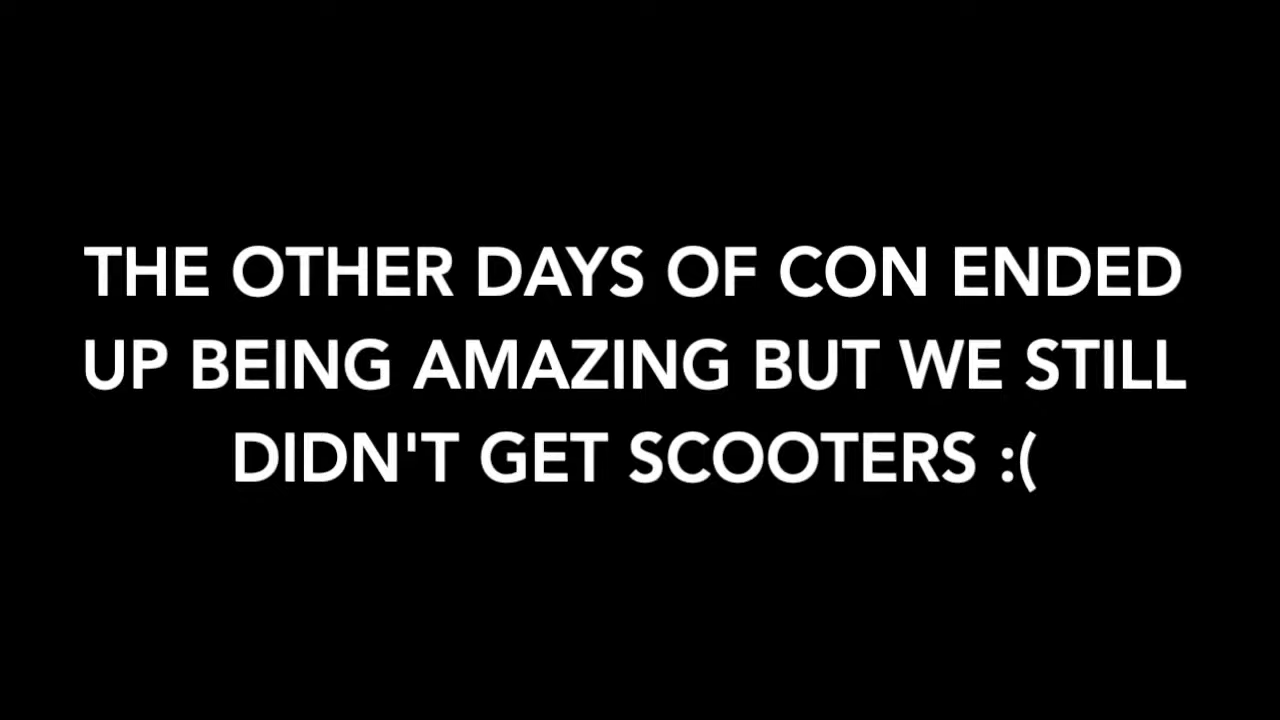 THE OTHER DAYS OF CON ENDED
UP BEING AMAZING BUT WE STILL
DIDN'T GET SCOOTERS :(